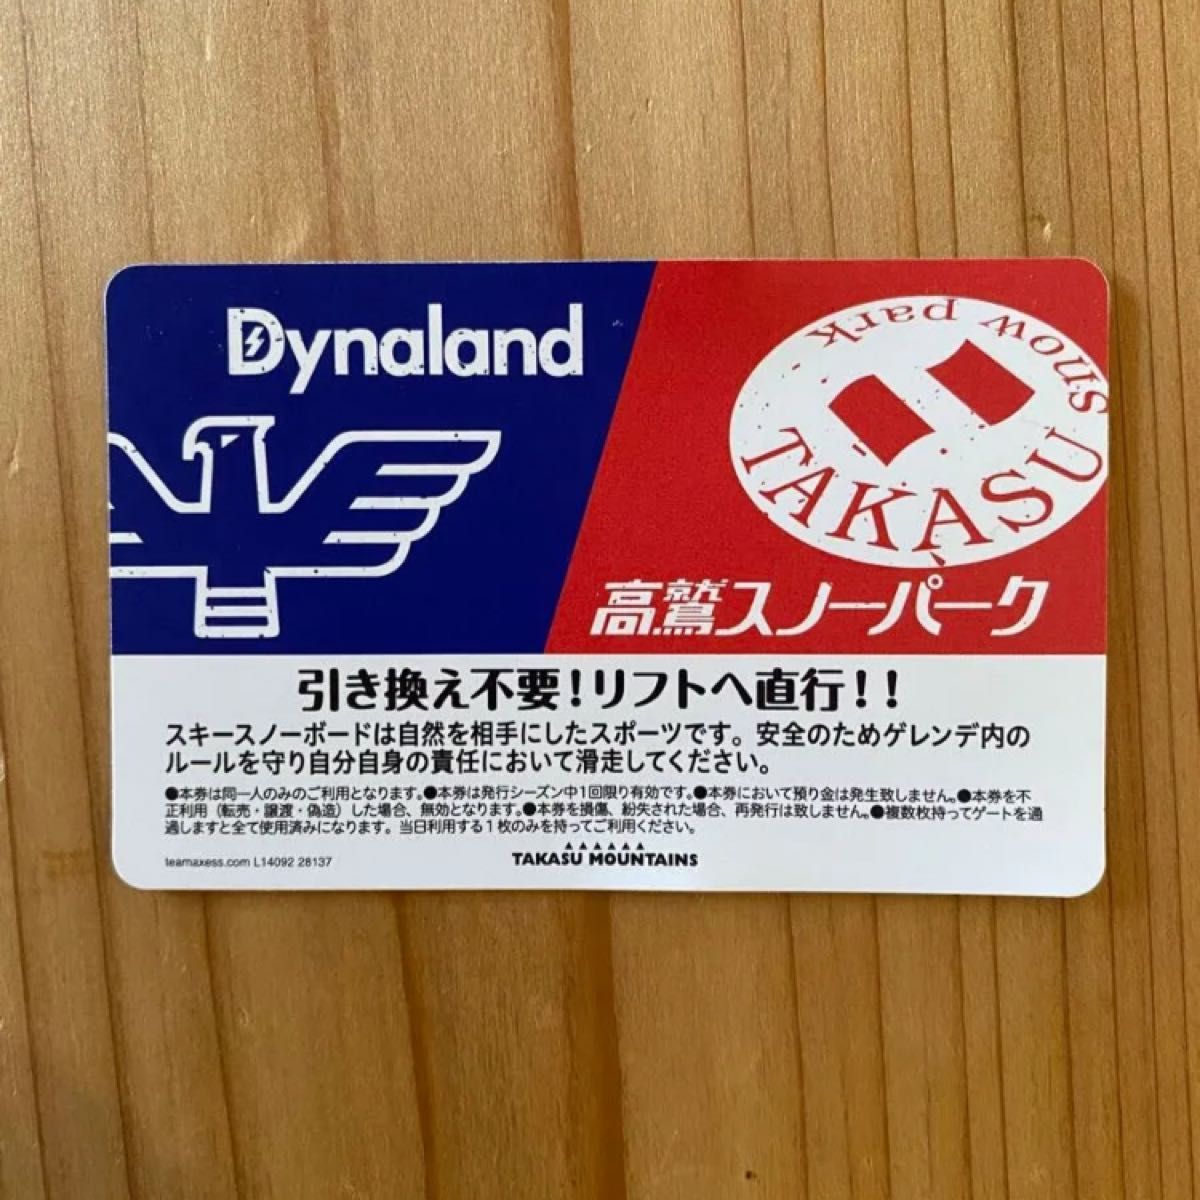 Dynaland
snow park
TAKASU
高鷲スノーパーク
引き換え不要!リフトへ直行!!
スキースノーボードは自然を相手にしたスポーツです。安全のためゲレンデ内の
ルールを守り自分自身の責任において滑走してください。
●本券は同一人のみのご利用となります。●本券は発行シーズン中1回限り有効です。●本券において預り金は発生致しません。●本券を不
正利用（転売・譲渡・偽造）した場合、無効となります。●本券を損傷、紛失された場合、再発行は致しません。●複数枚持ってゲートを通
過しますと全て使用済みになります。当日利用する1枚のみを持ってご利用ください。
teamaxess.com L14092 28137
TAKASU MOUNTAINS